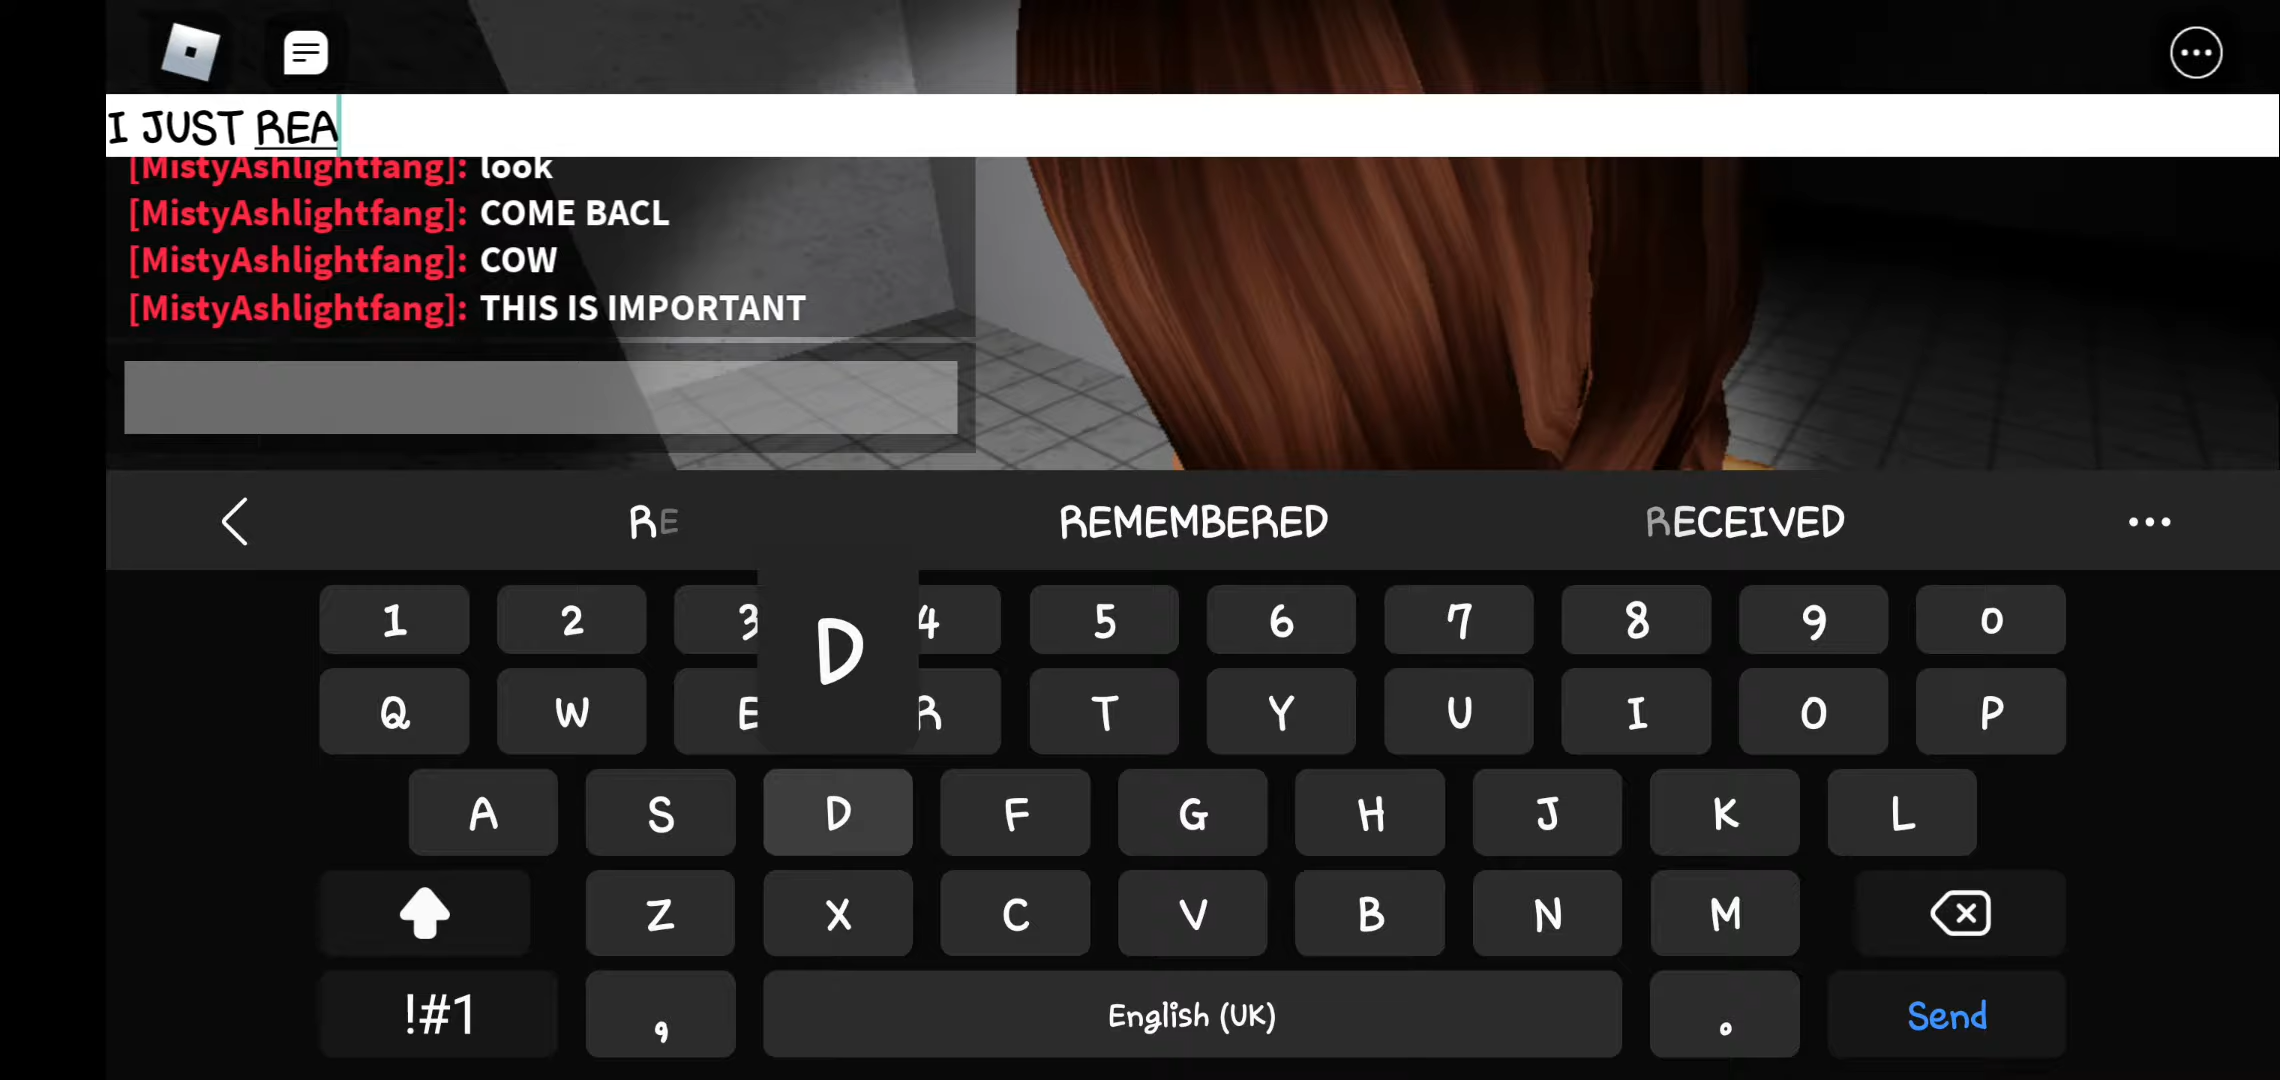 I JUST REA
[MistyAshlightfang]: look
[MistyAshlightfang]: COME BACL
[MistyAshlightfang]: COW
[MistyAshlightfang]: THIS IS IMPORTANT
RE REMEMBERED RECEIVED
1 2 3 4 5 6 7 8 9 0
D
Q W E R T Y U I O P
A S D F G H J K L
Z X C V B N M
!#1 , English (UK) . Send